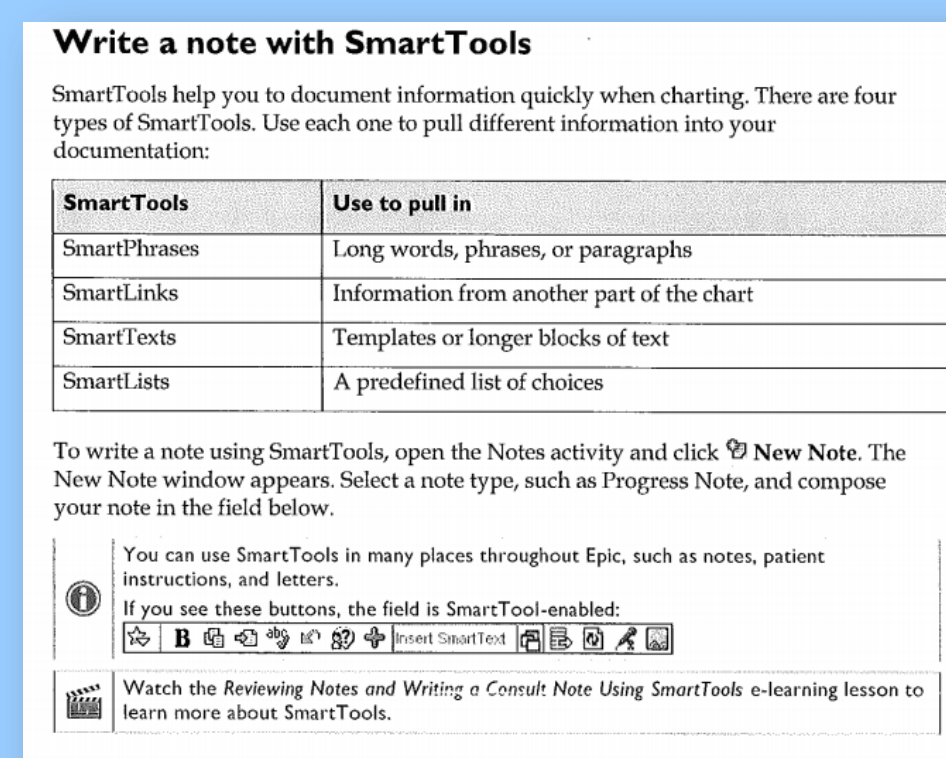 Write a note with SmartTools
SmartTools help you to document information quickly when charting. There are four
types of SmartTools. Use each one to pull different information into your
documentation:
SmartTools Use to pull in
SmartPhrases Long words, phrases, or paragraphs
SmartLinks Information from another part of the chart
SmartTexts Templates or longer blocks of text
SmartLists A predefined list of choices
To write a note using SmartTools, open the Notes activity and click New Note. The
New Note window appears. Select a note type, such as Progress Note, and compose
your note in the field below.
You can use SmartTools in many places throughout Epic, such as notes, patient
instructions, and letters.
If you see these buttons, the field is SmartTool-enabled:
B abc Insert SmartText
Watch the Reviewing Notes and Writing a Consult Note Using SmartTools e-learning lesson to
learn more about SmartTools.